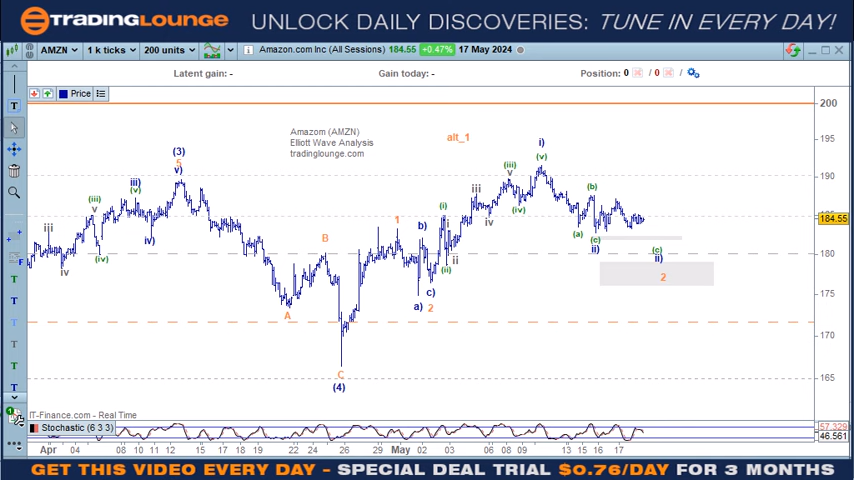 TRADINGLOUNGE UNLOCK DAILY DISCOVERIES: TUNE IN EVERY DAY!
AMZN 1 k ticks 200 units i Amazon.com Inc (All Sessions) 184.55 +0.47% 17 May 2024
Latent gain: - Gain today: - Position: 0 / 0
Price
200
Amazom (AMZN)
Elliott Wave Analysis
tradinglounge.com
alt_1
195
190
184.55
180
175
170
165
(3)
5
v)
iii)
(v)
(iii)
v
iii
iv
(iv)
iv)
A
B
C
(4)
1
b)
a)
c)
2
(i)
i
(ii)
ii
iii
iv
(iii)
v
(iv)
i)
(v)
(b)
(a)
(c)
ii)
(c)
ii)
2
IT-Finance.com - Real Time
Stochastic (6 3 3)
57.329
46.561
Apr 04 08 09 10 12 15 17 18 19 22 24 25 26 29 30 May 02 03 06 08 09 10 13 15 16 17
GET THIS VIDEO EVERY DAY - SPECIAL DEAL TRIAL $0.76/DAY FOR 3 MONTHS